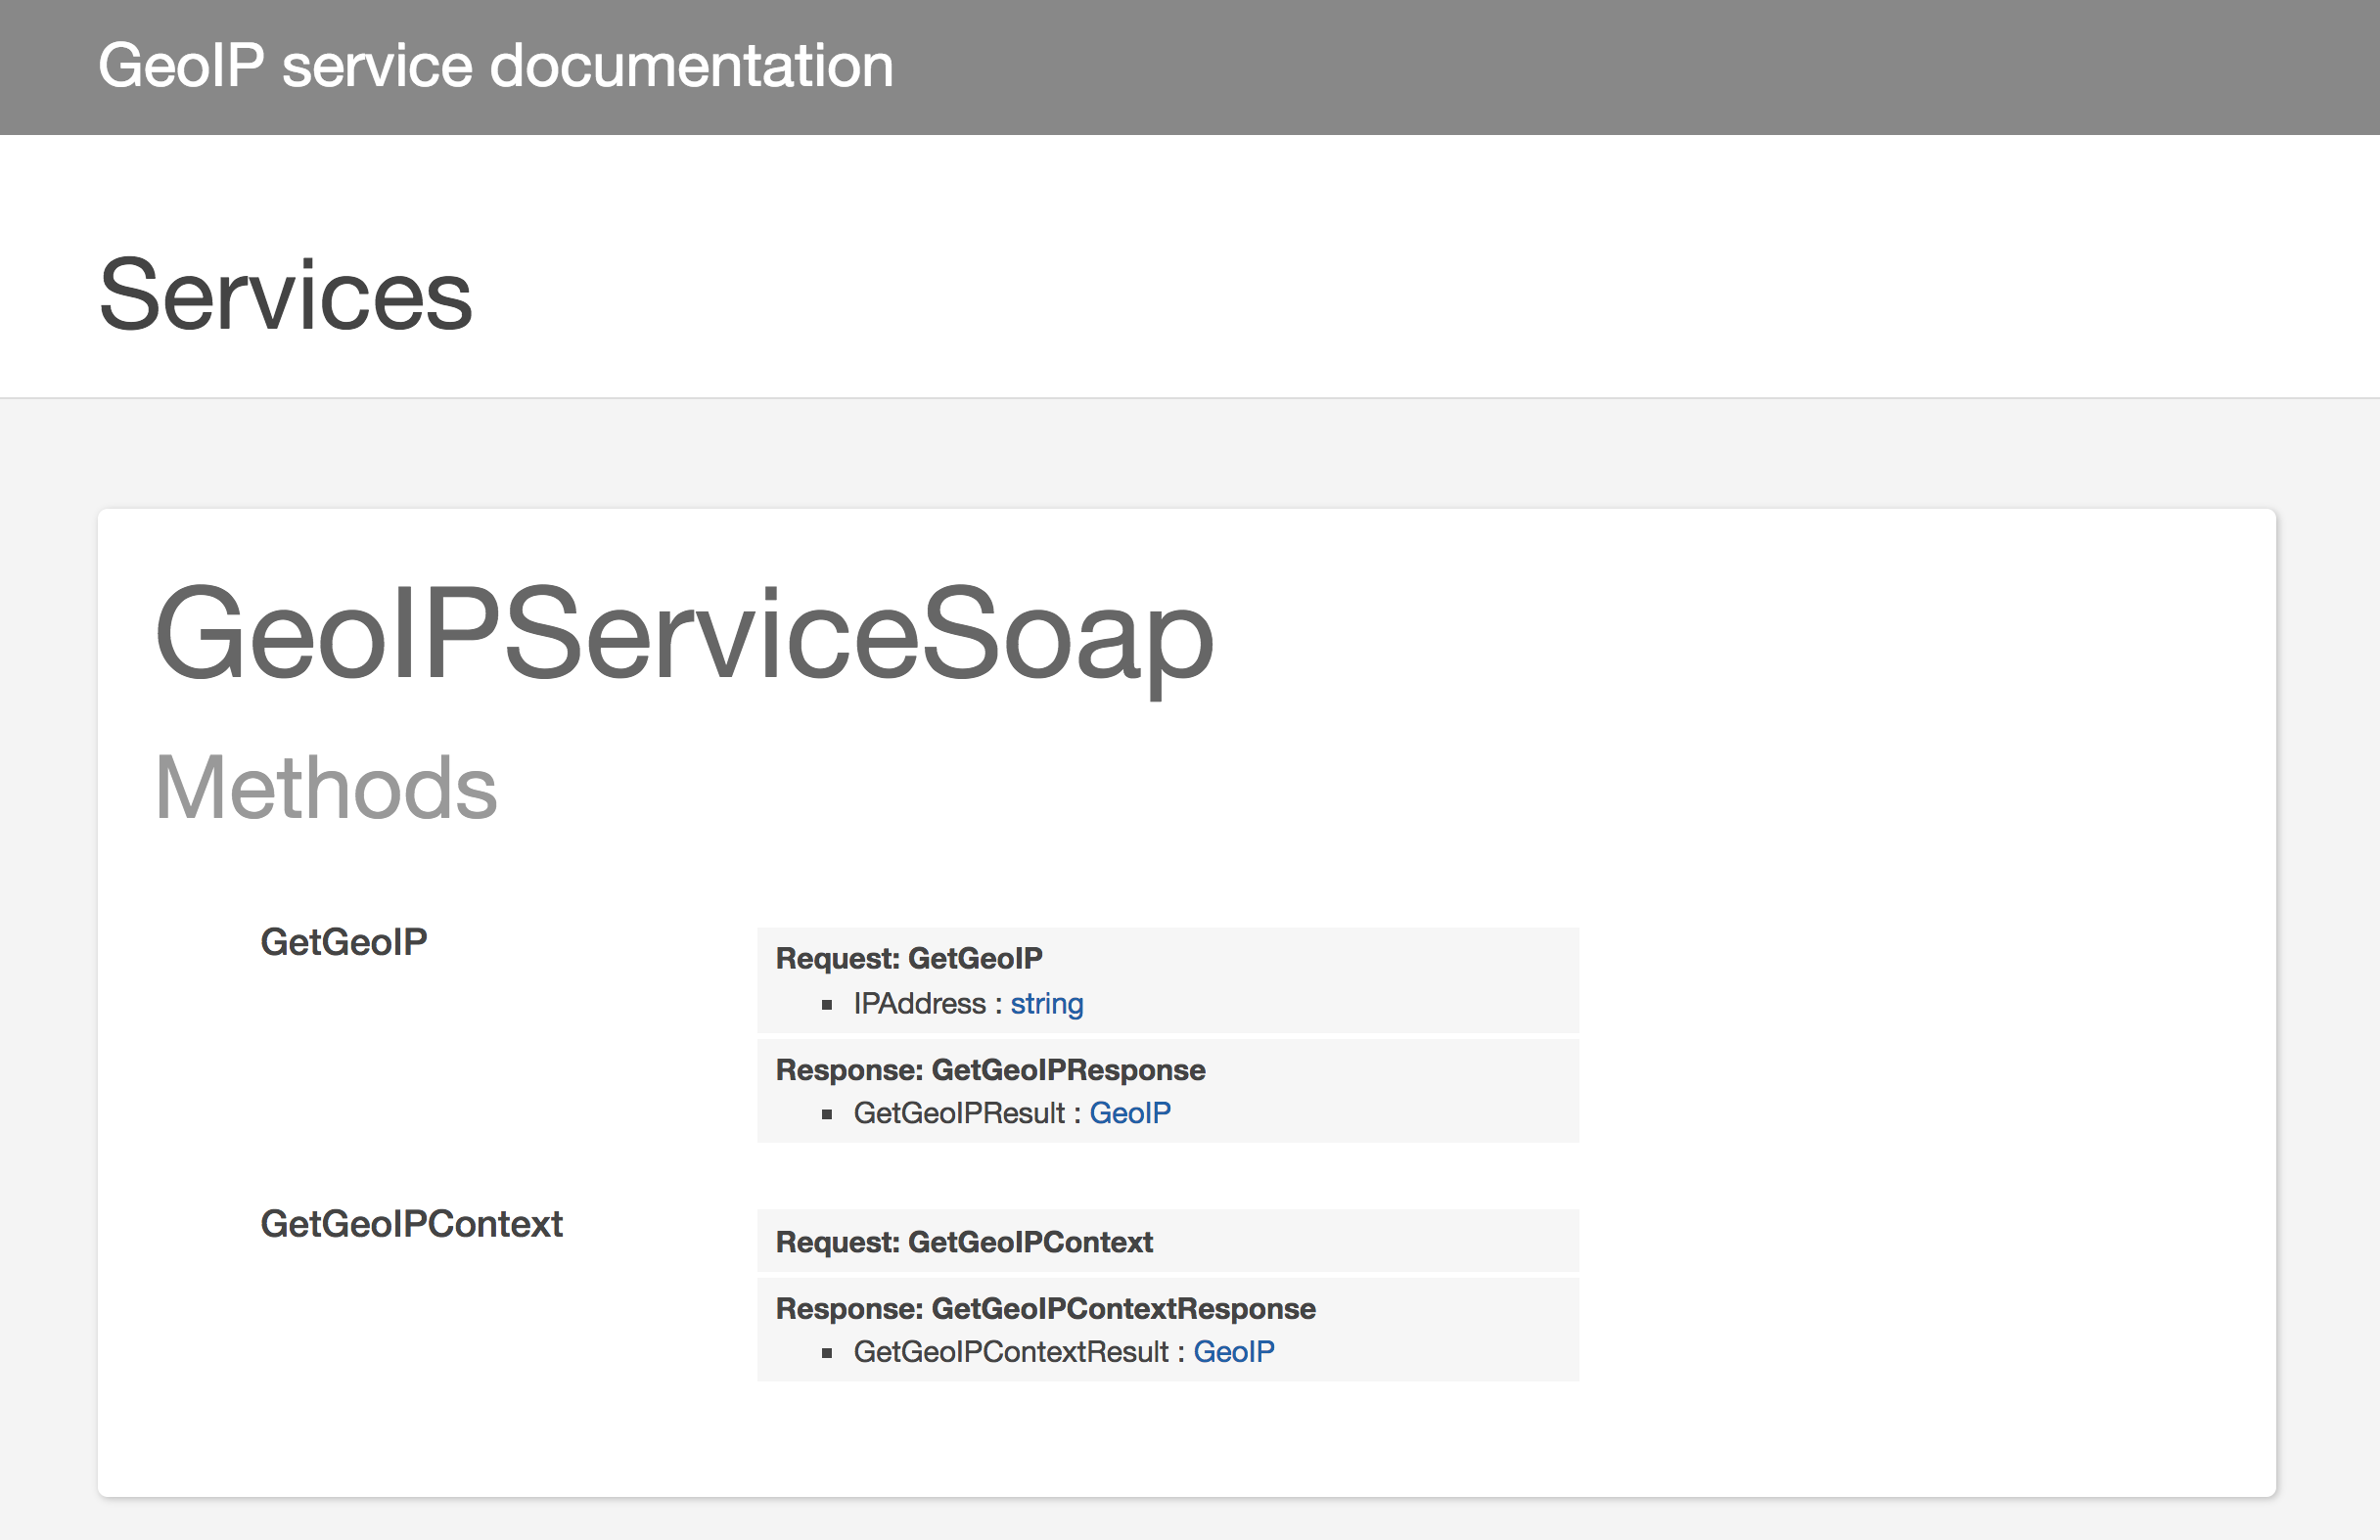 GeoIP service documentation
Services
GeoIPServiceSoap
Methods
GetGeoIP
Request: GetGeoIP
IPAddress : string
Response: GetGeoIPResponse
GetGeoIPResult : GeoIP
GetGeoIPContext
Request: GetGeoIPContext
Response: GetGeoIPContextResponse
GetGeoIPContextResult : GeoIP